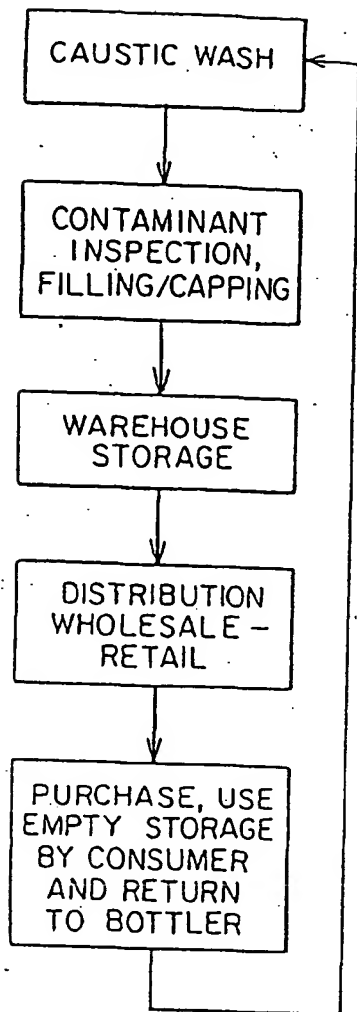 CAUSTIC WASH
CONTAMINANT
INSPECTION,
FILLING/CAPPING
WAREHOUSE
STORAGE
DISTRIBUTION
WHOLESALE –
RETAIL
PURCHASE, USE
EMPTY STORAGE
BY CONSUMER
AND RETURN
TO BOTTLER